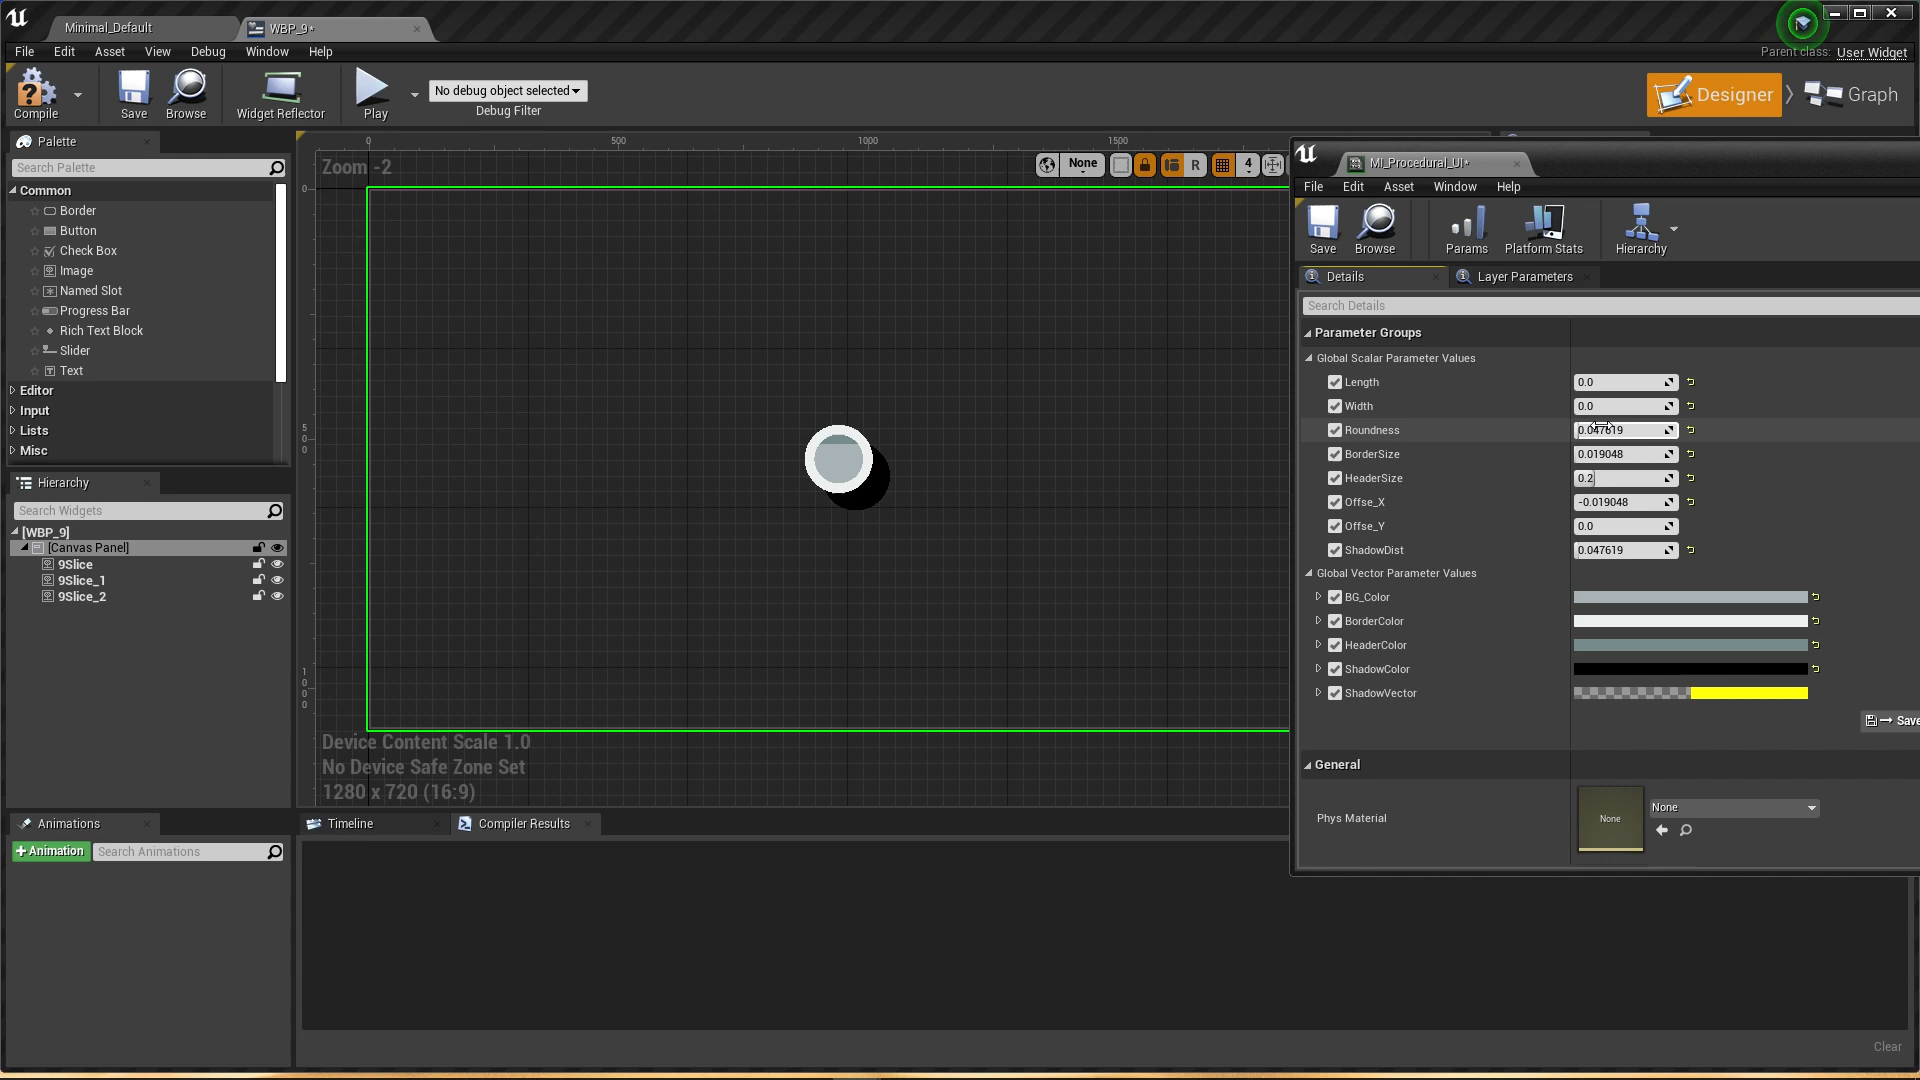 Minimal_Default
WBP_9*
File Edit Asset View Debug Window Help
Parent class: User Widget
Compile
Save
Browse
Widget Reflector
Play
No debug object selected
Debug Filter
Designer
Graph
Palette
Search Palette
Common
Border
Button
Check Box
Image
Named Slot
Progress Bar
Rich Text Block
Slider
Text
Editor
Input
Lists
Misc
Hierarchy
Search Widgets
[WBP_9]
[Canvas Panel]
9Slice
9Slice_1
9Slice_2
Animations
+Animation
Search Animations
0 500 1000 1500
Zoom -2
None
R
4
0
500
1000
Device Content Scale 1.0
No Device Safe Zone Set
1280 x 720 (16:9)
Timeline
Compiler Results
Clear
MI_Procedural_UI*
File Edit Asset Window Help
Save
Browse
Params
Platform Stats
Hierarchy
Details
Layer Parameters
Search Details
Parameter Groups
Global Scalar Parameter Values
Length 0.0
Width 0.0
Roundness 0.047619
BorderSize 0.019048
HeaderSize 0.2
Offse_X -0.019048
Offse_Y 0.0
ShadowDist 0.047619
Global Vector Parameter Values
BG_Color
BorderColor
HeaderColor
ShadowColor
ShadowVector
Save
General
Phys Material
None
None